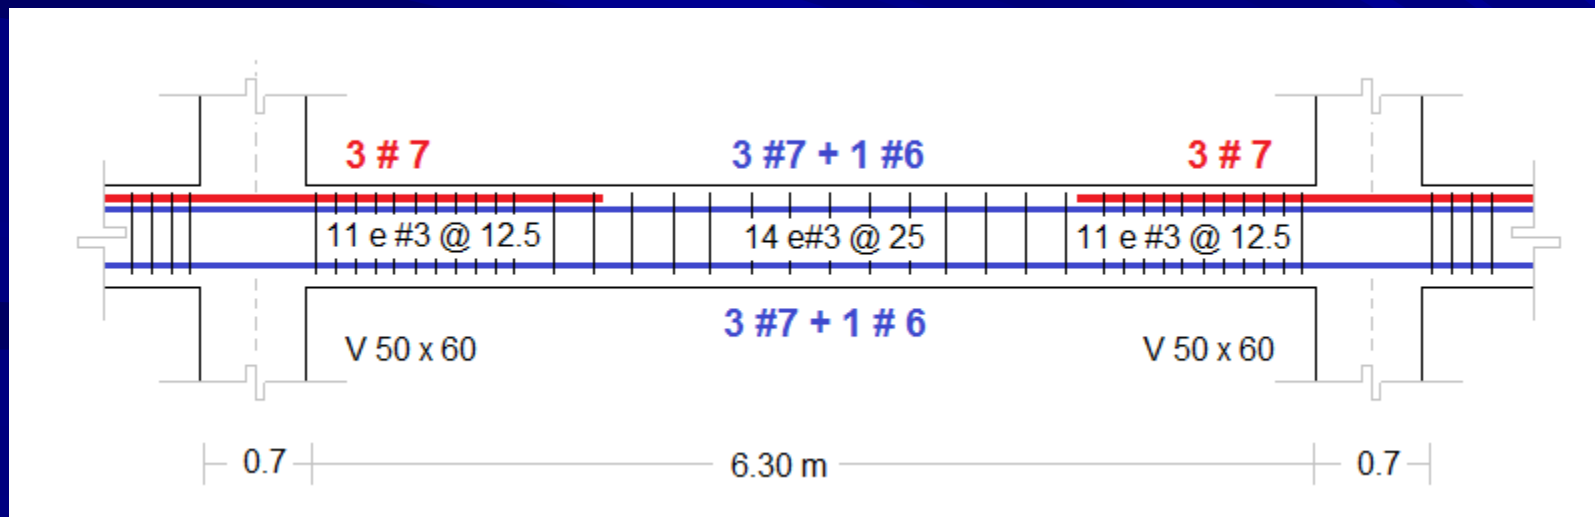 3 # 7
3 #7 + 1 #6
3 # 7
11 e #3 @ 12.5
14 e#3 @ 25
11 e #3 @ 12.5
3 #7 + 1 # 6
V 50 x 60
V 50 x 60
0.7
6.30 m
0.7